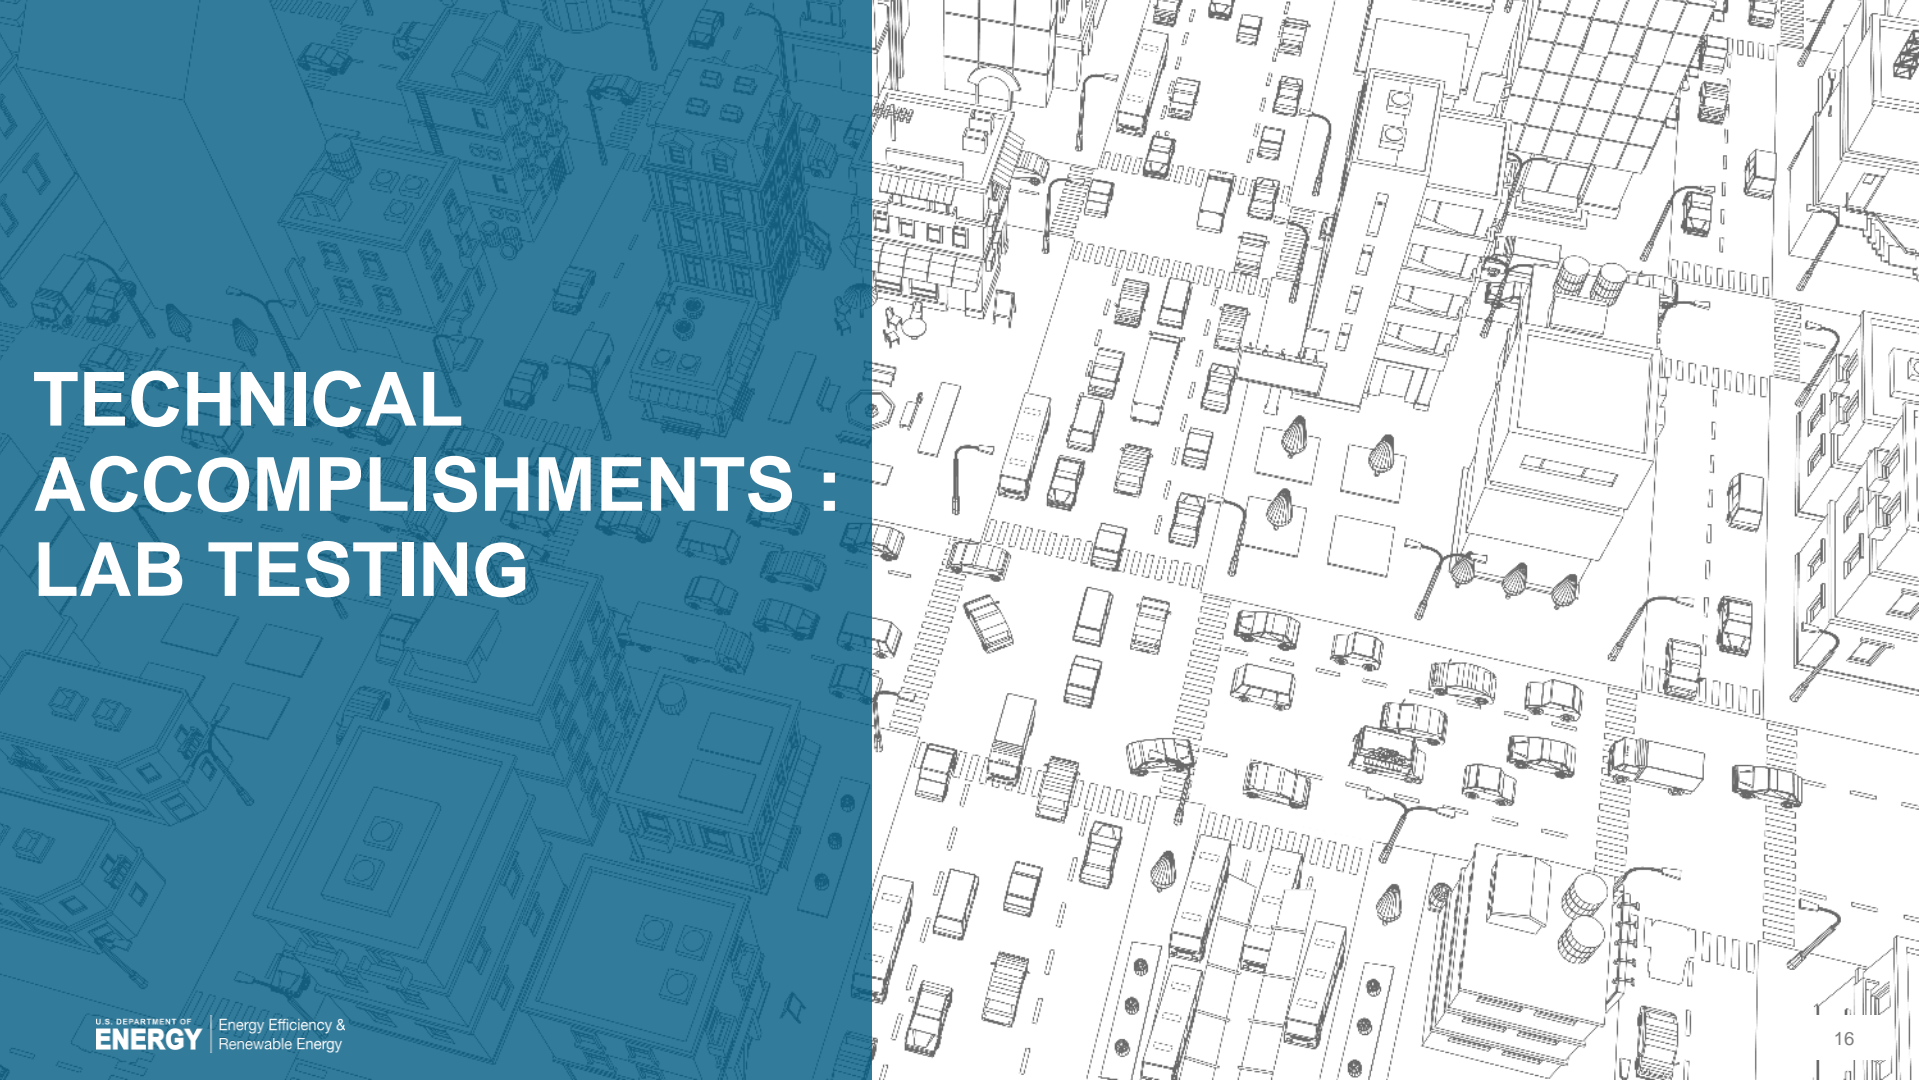 TECHNICAL
ACCOMPLISHMENTS :
LAB TESTING
U.S. DEPARTMENT OF
ENERGY
Energy Efficiency &
Renewable Energy
16